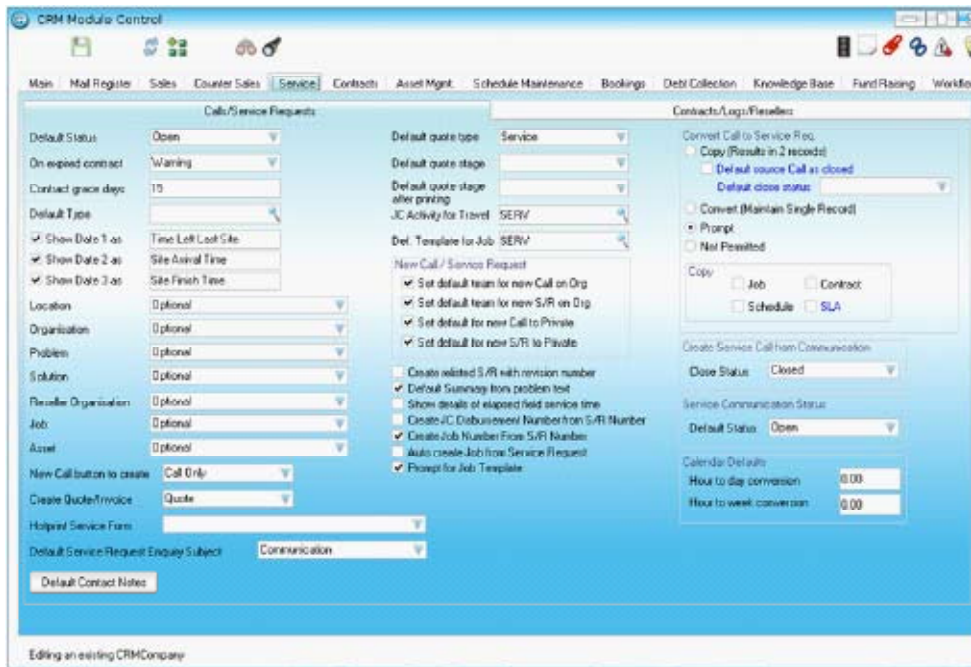 CRM Module Control
Main Mail Register Sales Counter Sales Service Contracts Asset Mgmt. Schedule Maintenance Bookings Debt Collection Knowledge Base Fund Raising Workflo
Calls/Service Requests Contracts/Logs/Resellers
Default Status Open
On expired contract Warning
Contract grace days 15
Default Type
Show Date 1 as Time Left Last Site
Show Date 2 as Site Arrival Time
Show Date 3 as Site Finish Time
Location Optional
Organisation Optional
Problem Optional
Solution Optional
Reseller Organisation Optional
Job Optional
Asset Optional
New Call button to create Call Only
Create Quote/Invoice Quote
Hotprint Service Form
Default Service Request Enquiry Subject Communication
Default Contact Notes
Default quote type Service
Default quote stage
Default quote stage
after printing
JC Activity for Travel SERV
Def. Template for Job SERV
New Call / Service Request
Set default team for new Call on Org
Set default team for new S/R on Org
Set default for new Call to Private
Set default for new S/R to Private
Create related S/R with revision number
Default Summary from problem text
Show details of elapsed field service time
Create JC Disbursement Number from S/R Number
Create Job Number From S/R Number
Auto create Job from Service Request
Prompt for Job Template
Convert Call to Service Req.
Copy (Results in 2 records)
Default source Call as closed
Default close status
Convert (Maintain Single Record)
Prompt
Not Permitted
Copy
Job Contract
Schedule SLA
Create Service Call from Communication
Close Status Closed
Service Communication Status
Default Status Open
Calendar Defaults
Hour to day conversion 8.00
Hour to week conversion 0.00
Editing an existing CRMCompany